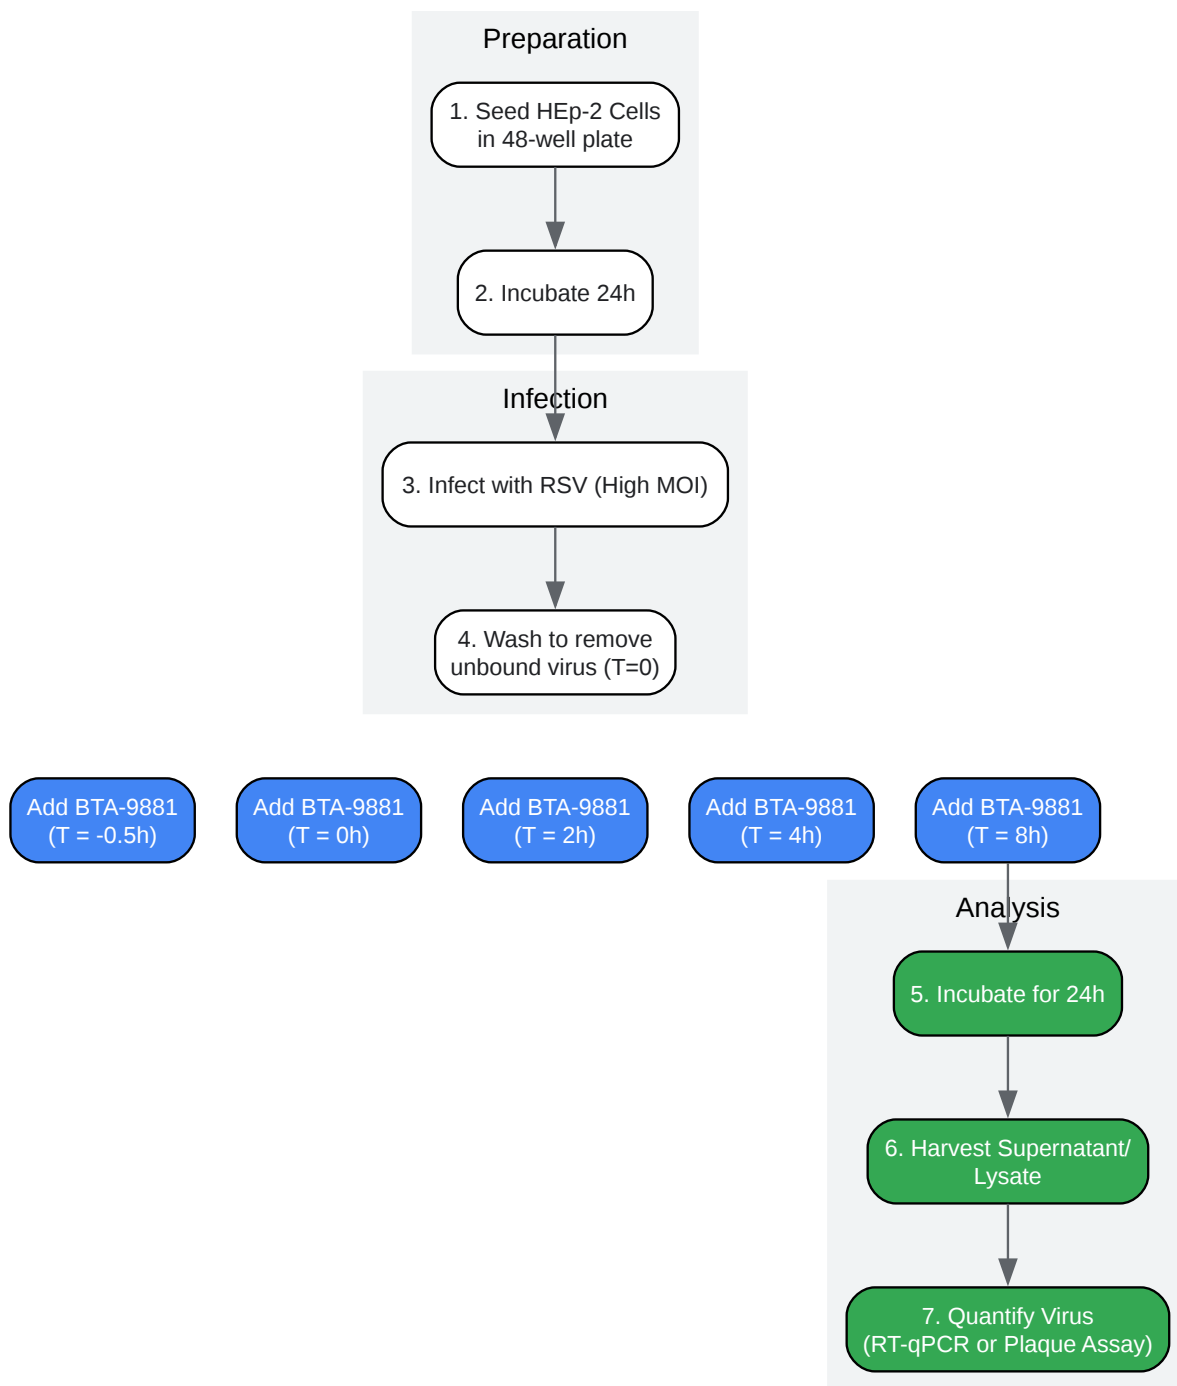 Preparation
1. Seed HEp-2 Cells
in 48-well plate
2. Incubate 24h
Infection
3. Infect with RSV (High MOI)
4. Wash to remove
unbound virus (T=0)
Add BTA-9881
(T = -0.5h)
Add BTA-9881
(T = 0h)
Add BTA-9881
(T = 2h)
Add BTA-9881
(T = 4h)
Add BTA-9881
(T = 8h)
Analysis
5. Incubate for 24h
6. Harvest Supernatant/
Lysate
7. Quantify Virus
(RT-qPCR or Plaque Assay)